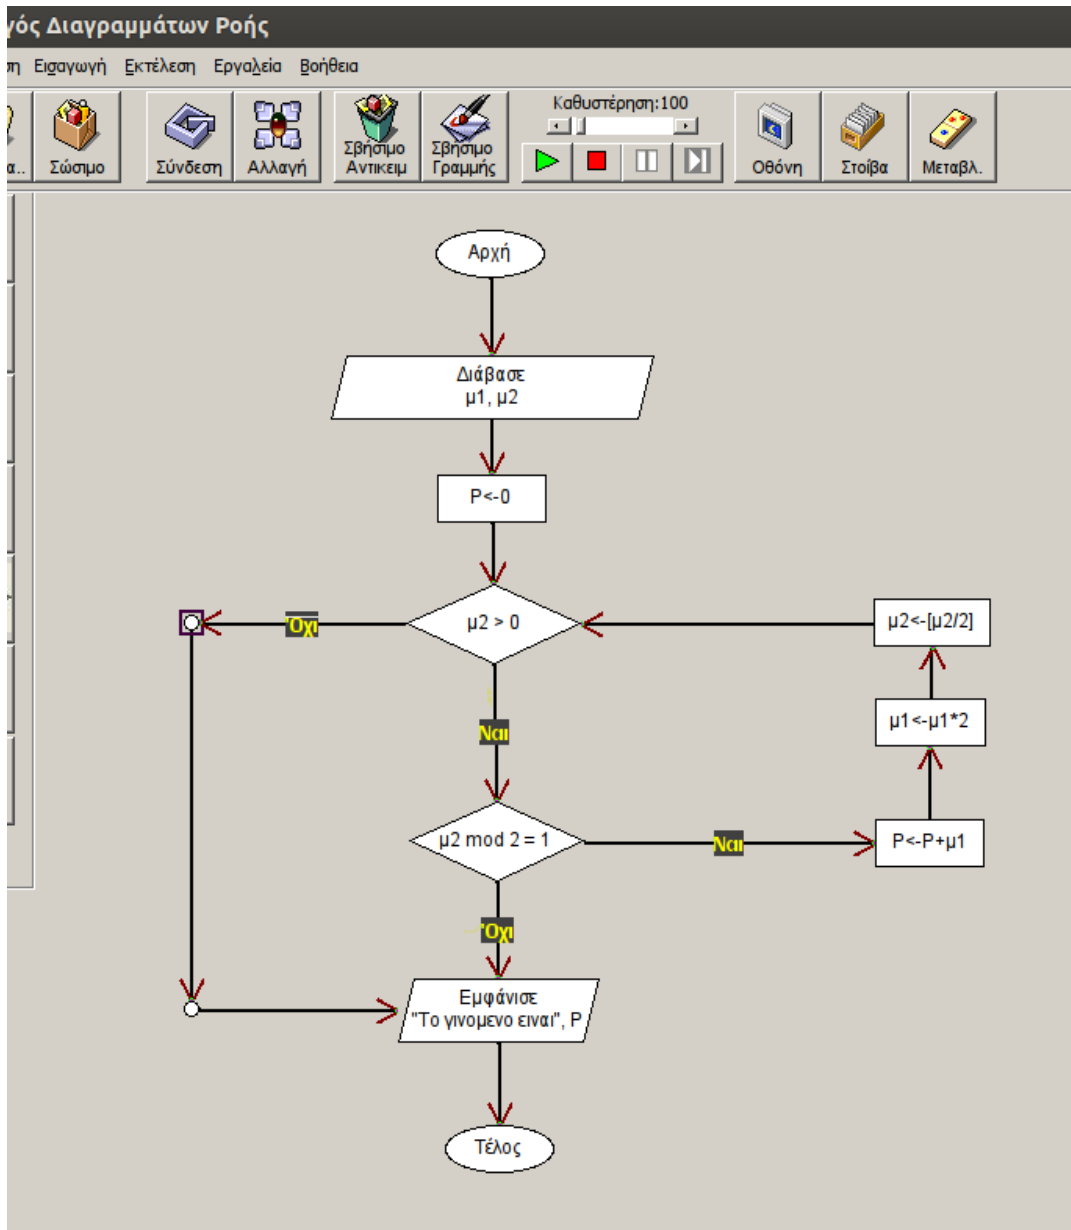 γός Διαγραμμάτων Ροής
ση Εισαγωγή Εκτέλεση Εργαλεία Βοήθεια
Καθυστέρηση:100
α.. Σώσιμο Σύνδεση Αλλαγή Σβήσιμο Αντικειμ Σβήσιμο Γραμμής Οθόνη Στοίβα Μεταβλ.
Αρχή
Διάβασε
μ1, μ2
P<-0
μ2 > 0
Όχι
μ2<-[μ2/2]
Ναι
μ1<-μ1*2
μ2 mod 2 = 1
Ναι
P<-P+μ1
Όχι
Εμφάνισε
"Το γινομενο ειναι", P
Τέλος